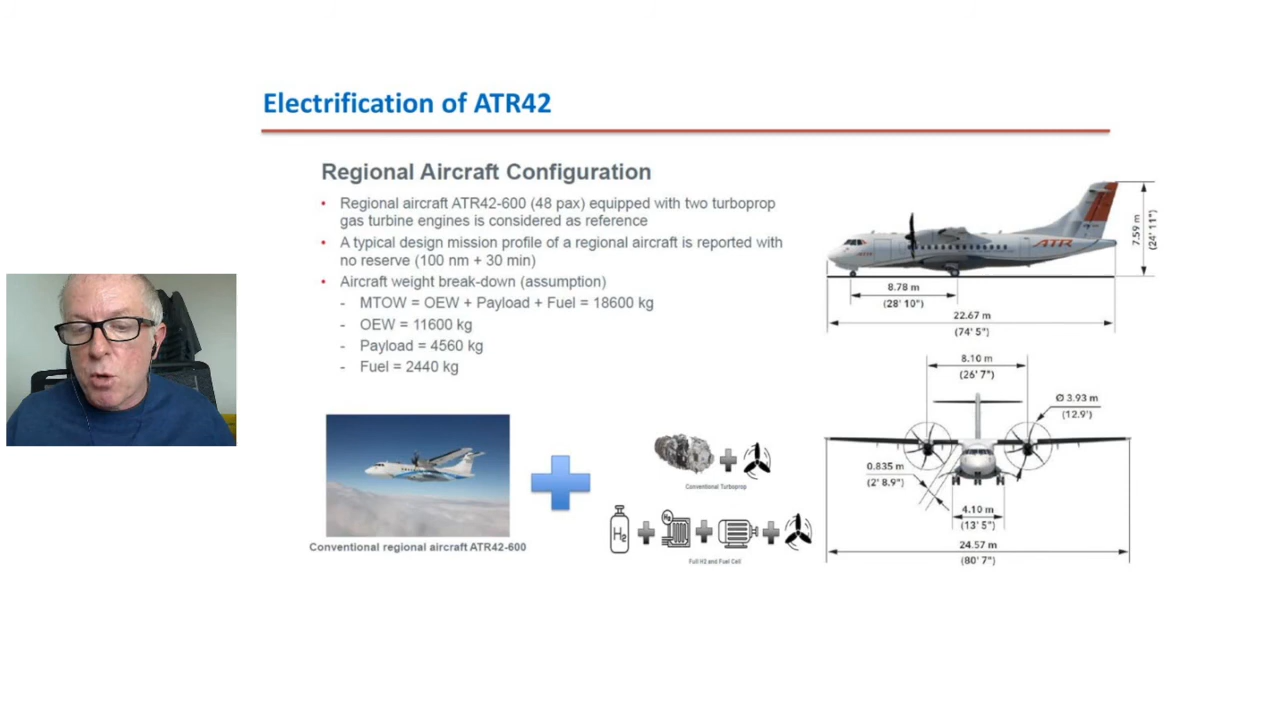 Electrification of ATR42
Regional Aircraft Configuration
• Regional aircraft ATR42-600 (48 pax) equipped with two turboprop
gas turbine engines is considered as reference
• A typical design mission profile of a regional aircraft is reported with
no reserve (100 nm + 30 min)
• Aircraft weight break-down (assumption)
- MTOW = OEW + Payload + Fuel = 18600 kg
- OEW = 11600 kg
- Payload = 4560 kg
- Fuel = 2440 kg
Conventional regional aircraft ATR42-600
Conventional Turboprop
H2
H2
Full H2 and Fuel Cell
ATR
7.59 m
(24' 11")
8.78 m
(28' 10")
22.67 m
(74' 5")
8.10 m
(26' 7")
Ø 3.93 m
(12.9')
0.835 m
(2' 8.9")
4.10 m
(13' 5")
24.57 m
(80' 7")